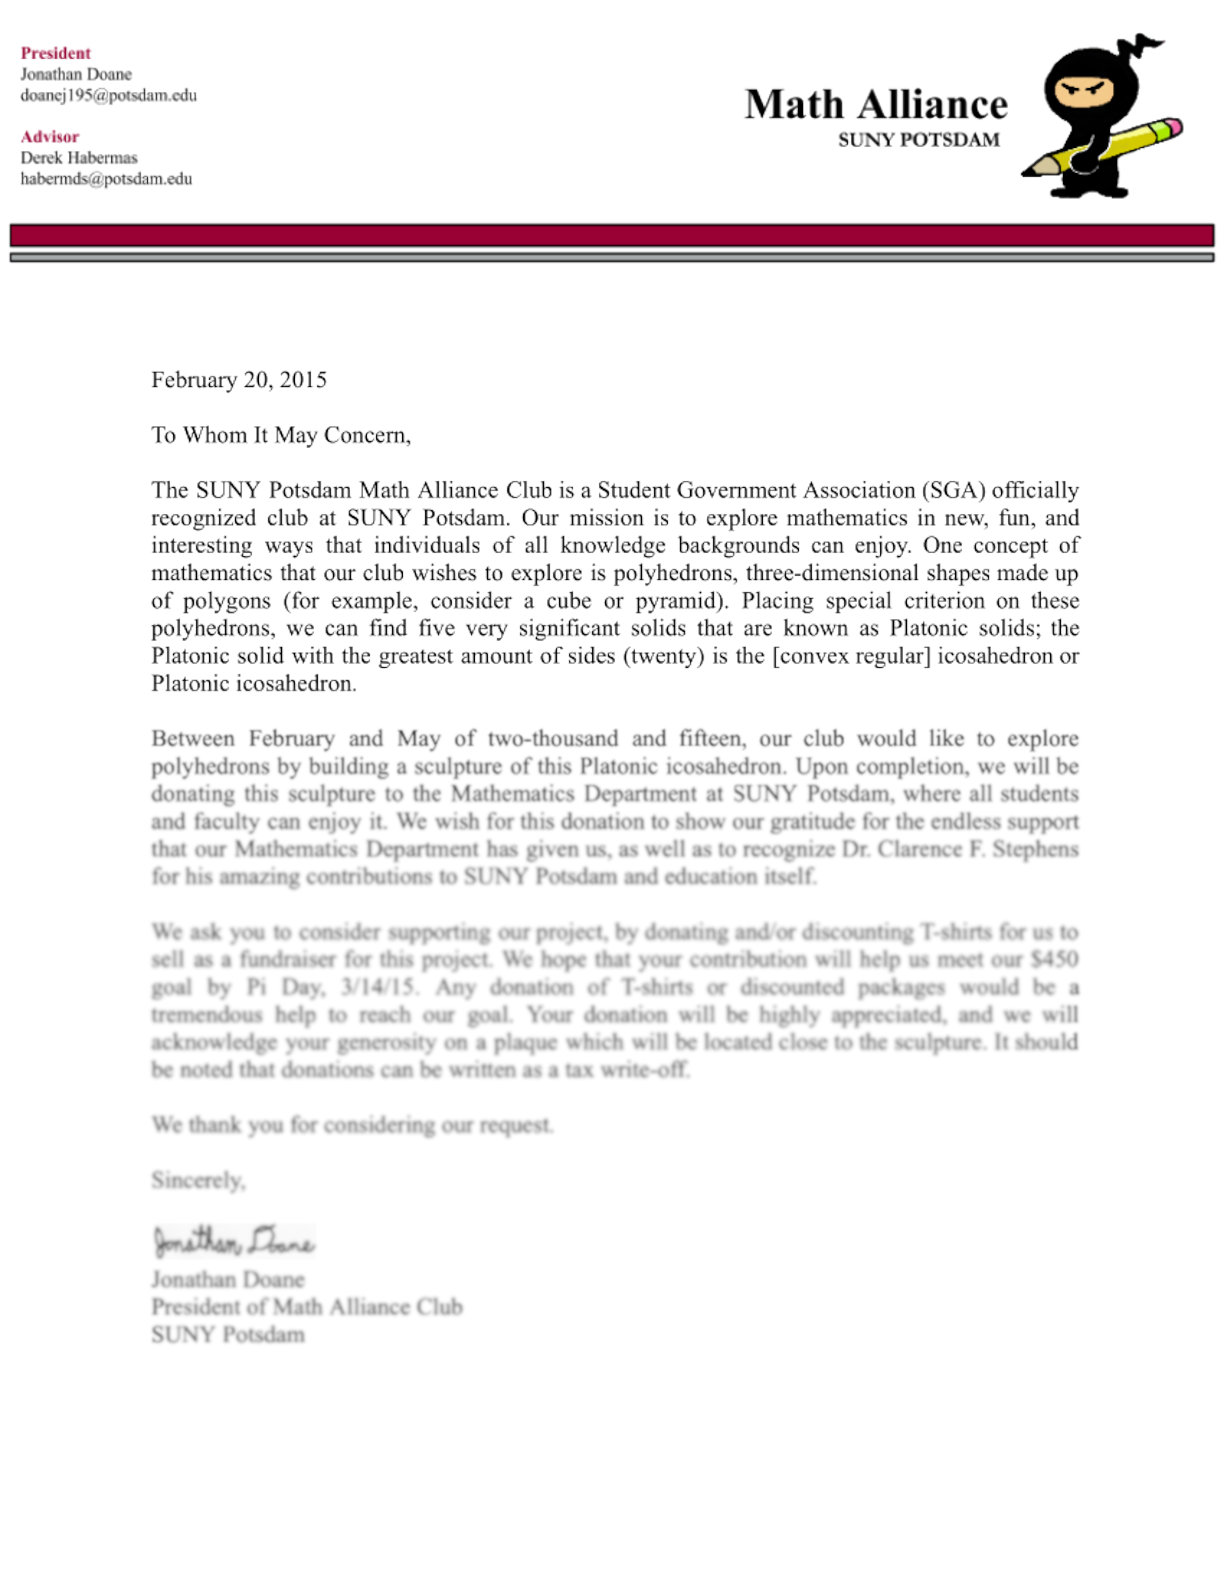 President
Jonathan Doane
doanej195@potsdam.edu
Advisor
Derek Habermas
habermds@potsdam.edu
Math Alliance
SUNY POTSDAM
February 20, 2015
To Whom It May Concern,
The SUNY Potsdam Math Alliance Club is a Student Government Association (SGA) officially
recognized club at SUNY Potsdam. Our mission is to explore mathematics in new, fun, and
interesting ways that individuals of all knowledge backgrounds can enjoy. One concept of
mathematics that our club wishes to explore is polyhedrons, three-dimensional shapes made up
of polygons (for example, consider a cube or pyramid). Placing special criterion on these
polyhedrons, we can find five very significant solids that are known as Platonic solids; the
Platonic solid with the greatest amount of sides (twenty) is the [convex regular] icosahedron or
Platonic icosahedron.
Between February and May of two-thousand and fifteen, our club would like to explore
polyhedrons by building a sculpture of this Platonic icosahedron. Upon completion, we will be
donating this sculpture to the Mathematics Department at SUNY Potsdam, where all students
and faculty can enjoy it. We wish for this donation to show our gratitude for the endless support
that our Mathematics Department has given us, as well as to recognize Dr. Clarence F. Stephens
for his amazing contributions to SUNY Potsdam and education itself.
We ask you to consider supporting our project, by donating and/or discounting T-shirts for us to
sell as a fundraiser for this project. We hope that your contribution will help us meet our $450
goal by Pi Day, 3/14/15. Any donation of T-shirts or discounted packages would be a
tremendous help to reach our goal. Your donation will be highly appreciated, and we will
acknowledge your generosity on a plaque which will be located close to the sculpture. It should
be noted that donations can be written as a tax write-off.
We thank you for considering our request.
Sincerely,
Jonathan Doane
Jonathan Doane
President of Math Alliance Club
SUNY Potsdam